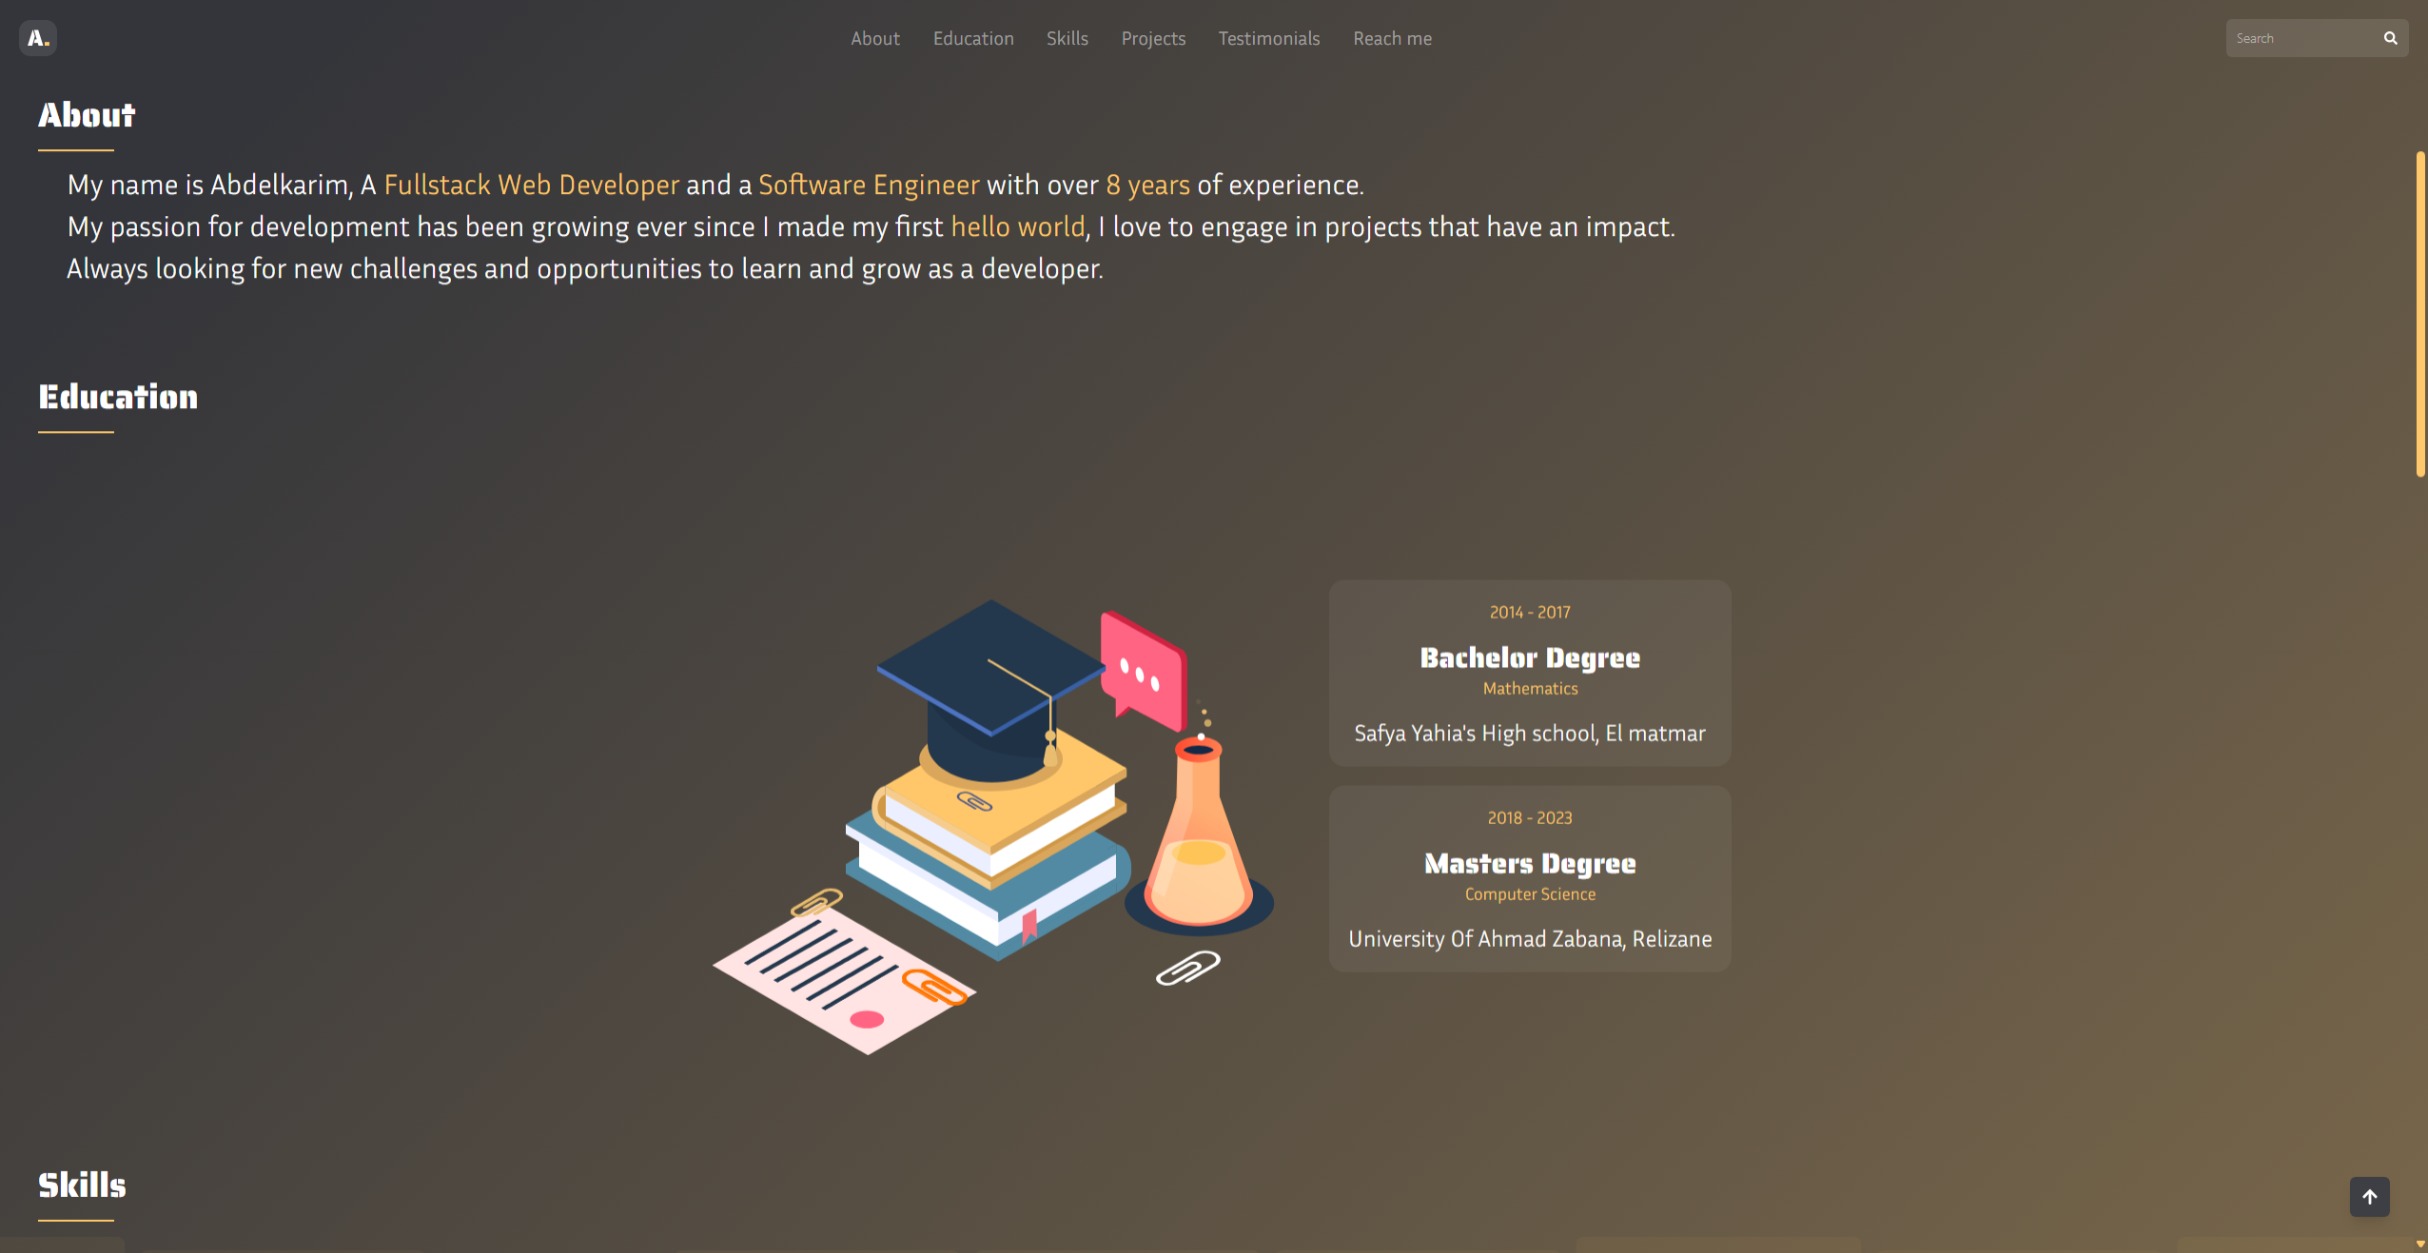 A.
About
Education
Skills
Projects
Testimonials
Reach me
Search
About
My name is Abdelkarim, A Fullstack Web Developer and a Software Engineer with over 8 years of experience.
My passion for development has been growing ever since I made my first hello world, I love to engage in projects that have an impact.
Always looking for new challenges and opportunities to learn and grow as a developer.
Education
2014 - 2017
Bachelor Degree
Mathematics
Safya Yahia's High school, El matmar
2018 - 2023
Masters Degree
Computer Science
University Of Ahmad Zabana, Relizane
Skills